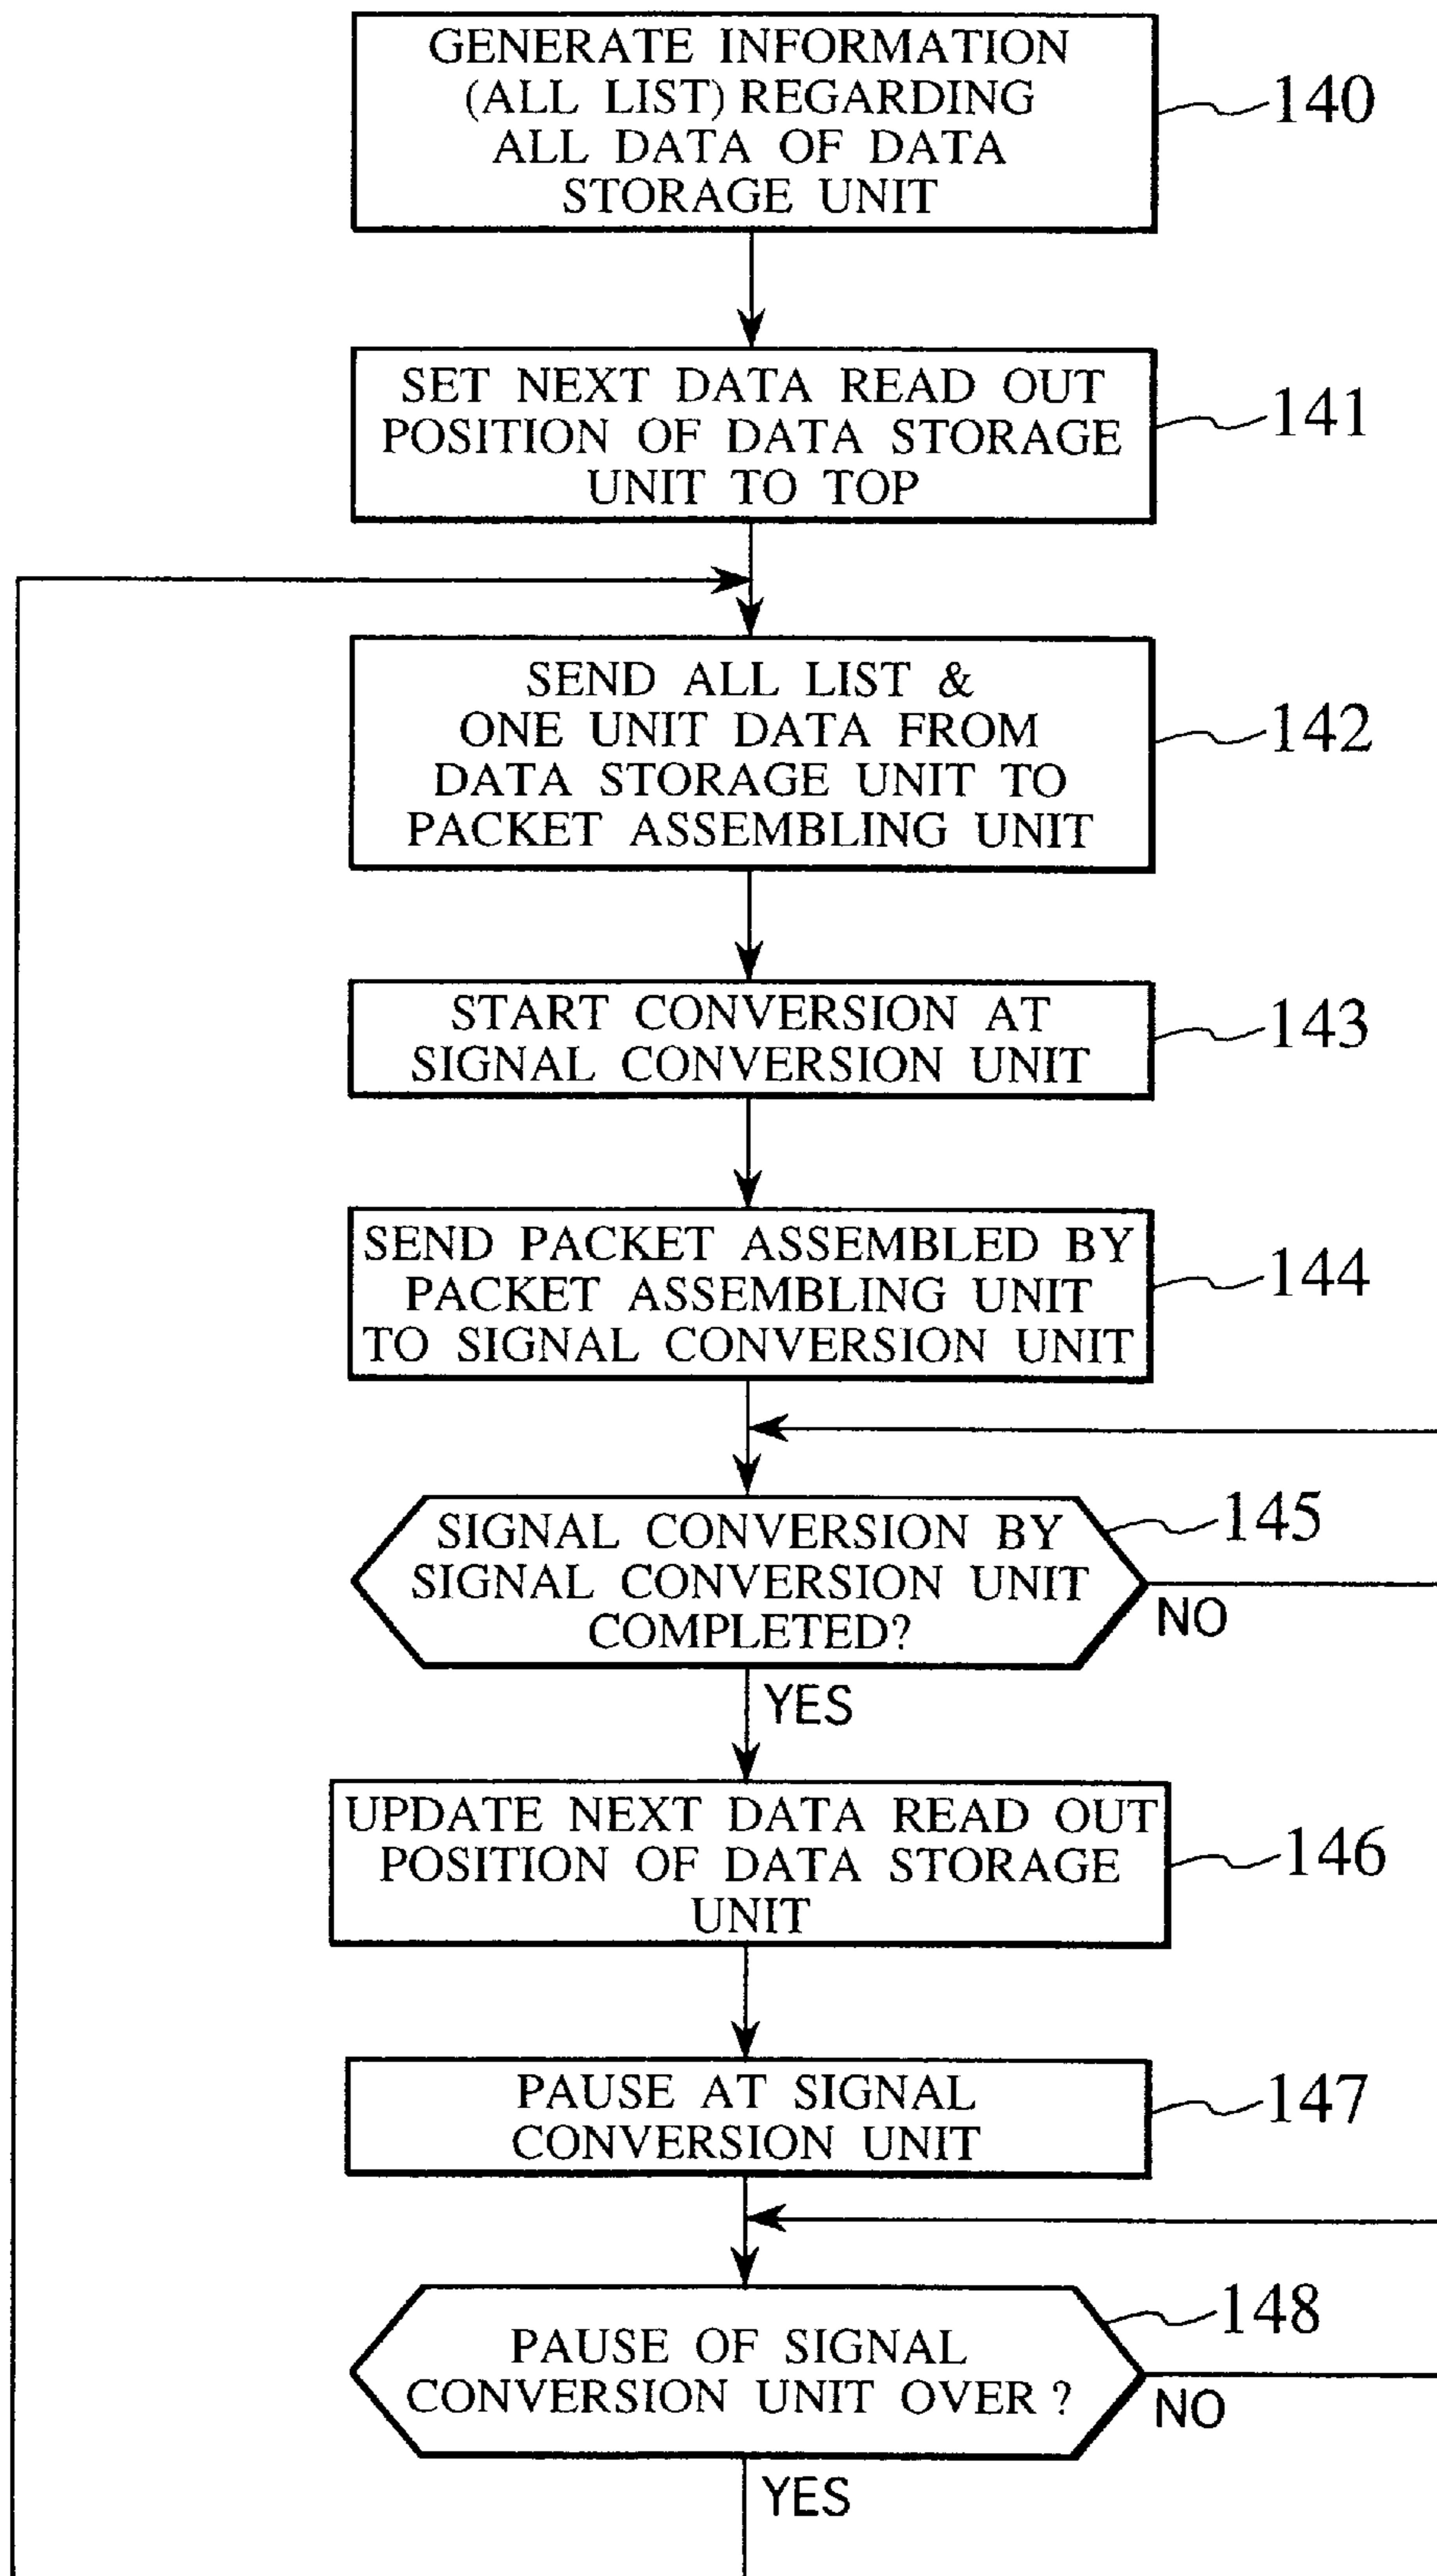 GENERATE INFORMATION
(ALL LIST) REGARDING
ALL DATA OF DATA
STORAGE UNIT
140
SET NEXT DATA READ OUT
POSITION OF DATA STORAGE
UNIT TO TOP
141
SEND ALL LIST &
ONE UNIT DATA FROM
DATA STORAGE UNIT TO
PACKET ASSEMBLING UNIT
142
START CONVERSION AT
SIGNAL CONVERSION UNIT
143
SEND PACKET ASSEMBLED BY
PACKET ASSEMBLING UNIT
TO SIGNAL CONVERSION UNIT
144
SIGNAL CONVERSION BY
SIGNAL CONVERSION UNIT
COMPLETED?
145
NO
YES
UPDATE NEXT DATA READ OUT
POSITION OF DATA STORAGE
UNIT
146
PAUSE AT SIGNAL
CONVERSION UNIT
147
PAUSE OF SIGNAL
CONVERSION UNIT OVER ?
148
NO
YES